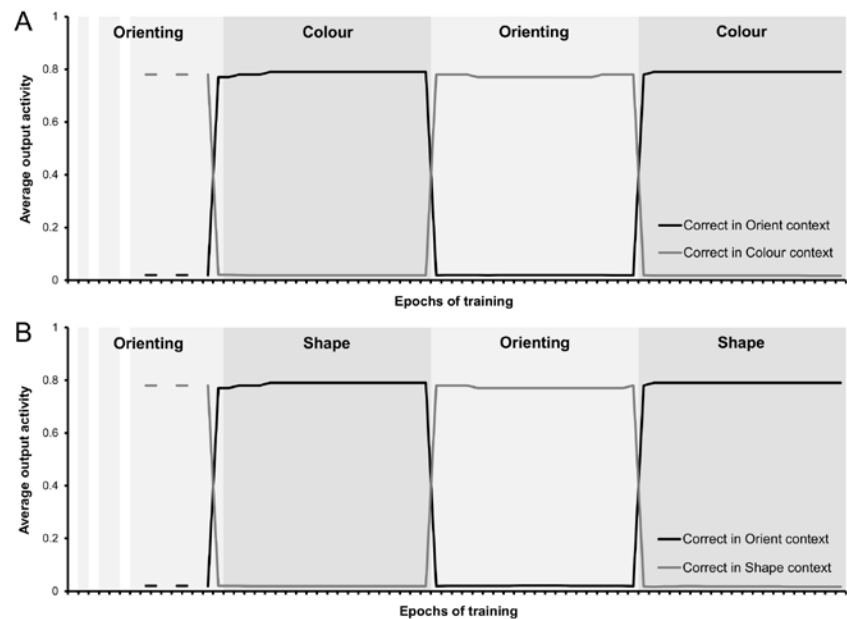 A
Orienting Colour Orienting Colour
1
0.8
0.6
0.4
0.2
0
Average output activity
Correct in Orient context
Correct in Colour context
Epochs of training
B
Orienting Shape Orienting Shape
1
0.8
0.6
0.4
0.2
0
Average output activity
Correct in Orient context
Correct in Shape context
Epochs of training